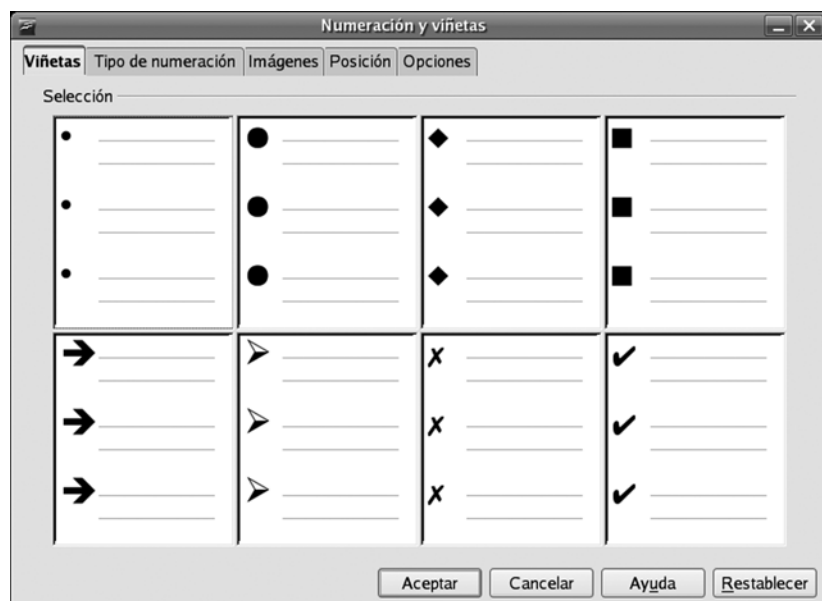 Numeración y viñetas
Viñetas Tipo de numeración Imágenes Posición Opciones
Selección
Aceptar Cancelar Ayuda Restablecer